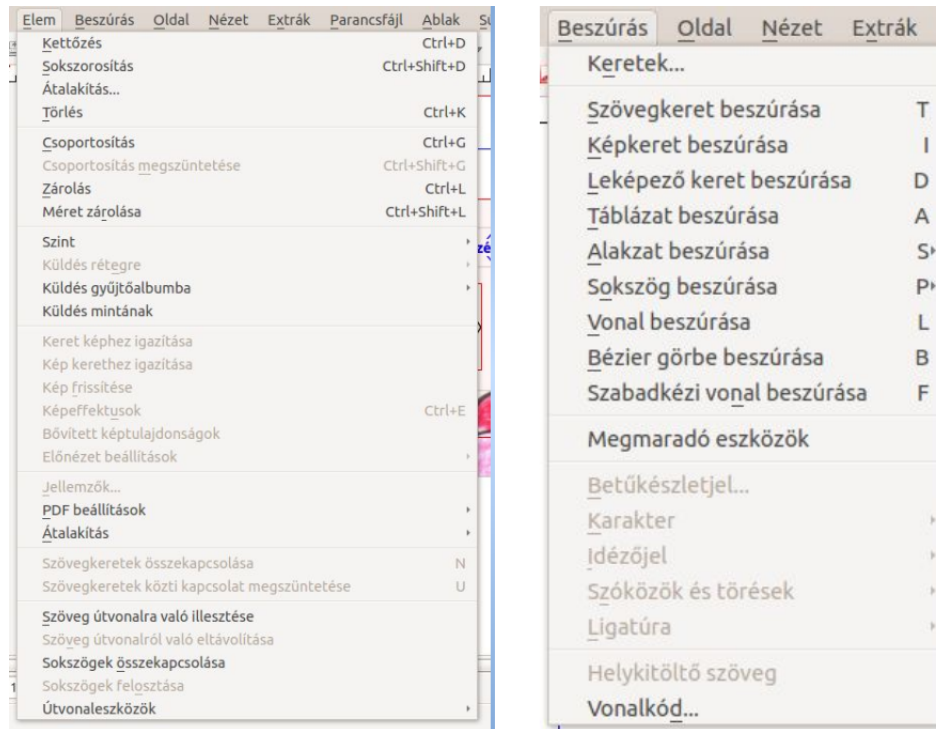 Elem Beszúrás Oldal Nézet Extrák Parancsfájl Ablak
Kettőzés Ctrl+D
Sokszorosítás Ctrl+Shift+D
Átalakítás...
Törlés Ctrl+K
Csoportosítás Ctrl+G
Csoportosítás megszüntetése Ctrl+Shift+G
Zárolás Ctrl+L
Méret zárolása Ctrl+Shift+L
Szint
Küldés rétegre
Küldés gyűjtőalbumba
Küldés mintának
Keret képhez igazítása
Kép kerethez igazítása
Kép frissítése
Képeffektusok Ctrl+E
Bővített képtulajdonságok
Előnézet beállítások
Jellemzők...
PDF beállítások
Átalakítás
Szövegkeretek összekapcsolása N
Szövegkeretek közti kapcsolat megszüntetése U
Szöveg útvonalra való illesztése
Szöveg útvonalról való eltávolítása
Sokszögek összekapcsolása
Sokszögek felosztása
Útvonaleszközök
Beszúrás Oldal Nézet Extrák
Keretek...
Szövegkeret beszúrása T
Képkeret beszúrása I
Leképező keret beszúrása D
Táblázat beszúrása A
Alakzat beszúrása S
Sokszög beszúrása P
Vonal beszúrása L
Bézier görbe beszúrása B
Szabadkézi vonal beszúrása F
Megmaradó eszközök
Betűkészletjel...
Karakter
Idézőjel
Szóközök és törések
Ligatúra
Helykitöltő szöveg
Vonalkód...